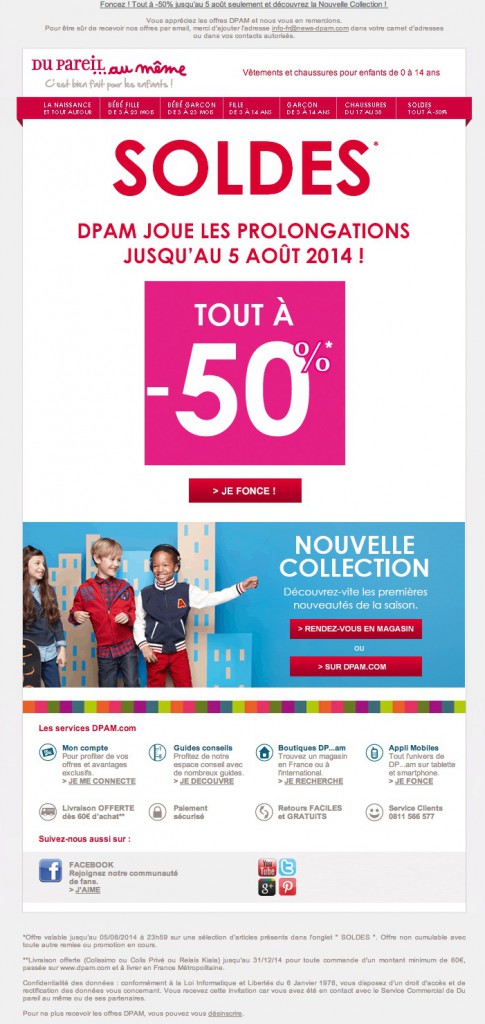 Foncez ! Tout à -50% jusqu'au 5 août seulement et découvrez la Nouvelle Collection !
Vous appréciez les offres DPAM et nous vous en remercions.
Pour être sûr de recevoir nos offres par email, merci d'ajouter l'adresse info-fr@news-dpam.com dans votre carnet d'adresses
ou dans vos contacts autorisés.
DU PAREIL ...au même
C'est bien fait pour les enfants !
Vêtements et chaussures pour enfants de 0 à 14 ans
LA NAISSANCE ET TOUT AUTOUR
BÉBÉ FILLE DE 3 À 23 MOIS
BÉBÉ GARÇON DE 3 À 23 MOIS
FILLE DE 3 À 14 ANS
GARÇON DE 3 À 14 ANS
CHAUSSURES DU 17 AU 38
SOLDES TOUT À -50%
SOLDES*
DPAM JOUE LES PROLONGATIONS
JUSQU'AU 5 AOÛT 2014 !
TOUT À
-50%*
> JE FONCE !
NOUVELLE
COLLECTION
Découvrez-vite les premières
nouveautés de la saison.
> RENDEZ-VOUS EN MAGASIN
ou
> SUR DPAM.COM
A
A
Les services DPAM.com
Mon compte
Pour profiter de vos
offres et avantages
exclusifs.
> JE ME CONNECTE
Guides conseils
Profitez de notre
espace conseil avec
de nombreux guides.
> JE DECOUVRE
Boutiques DP...am
Trouvez un magasin
en France ou à
l'international.
> JE RECHERCHE
Appli Mobiles
Tout l'univers de
DP...am sur tablette
et smartphone.
> JE FONCE
Livraison OFFERTE
dès 60€ d'achat**
Paiement
sécurisé
Retours FACILES
et GRATUITS
Service Clients
0811 566 577
Suivez-nous aussi sur :
FACEBOOK
Rejoignez notre communauté
de fans.
> J'AIME
You Tube
*Offre valable jusqu'au 05/08/2014 à 23h59 sur une sélection d'articles présents dans l'onglet " SOLDES ". Offre non cumulable avec
toute autre remise ou promotion en cours.
**Livraison offerte (Colissimo ou Colis Privé ou Relais Kiala) jusqu'au 31/12/14 pour toute commande d'un montant minimum de 60€,
passée sur www.dpam.com et à livrer en France Métropolitaine.
Confidentialité des données : conformément à la Loi Informatique et Libertés du 6 Janvier 1978, vous disposez d'un droit d'accès et de
rectification des données vous concernant. Vous recevez cette invitation car vous avez été en contact avec le Service Commercial de Du
pareil au même ou de ses partenaires.
Pour ne plus recevoir les offres DPAM, vous pouvez vous désinscrire.